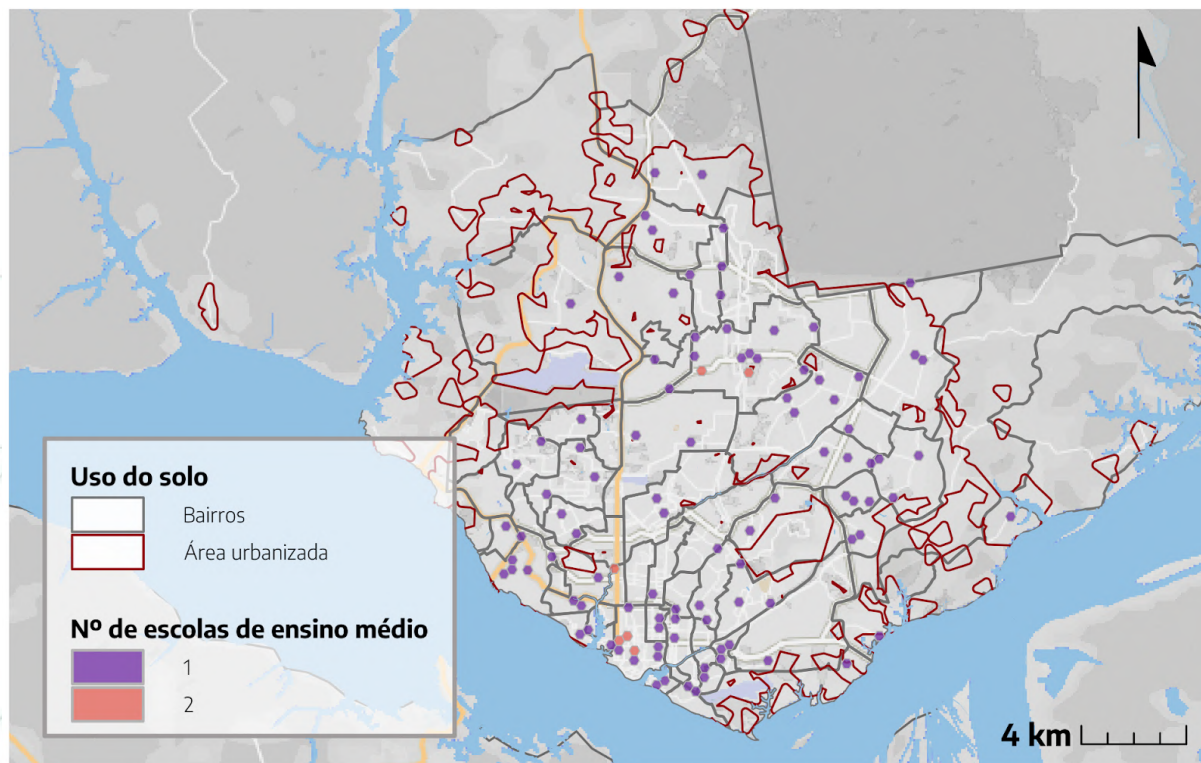 Uso do solo
Bairros
Área urbanizada
Nº de escolas de ensino médio
1
2
4 km